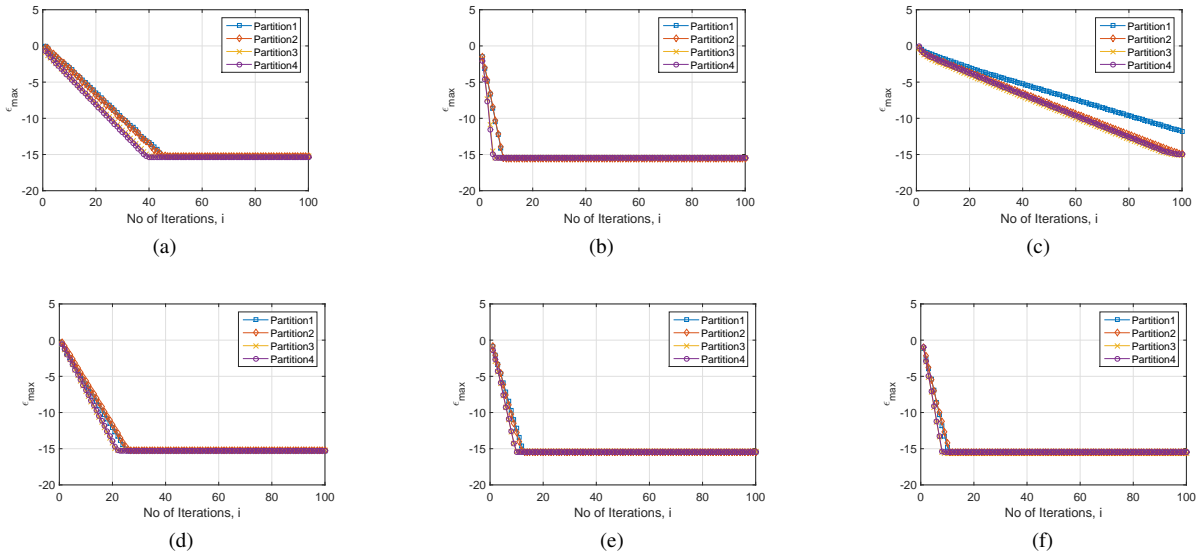 5
0
-5
-10
-15
-20
ϵmax
0 20 40 60 80 100
No of Iterations, i
Partition1
Partition2
Partition3
Partition4
(a)
5
0
-5
-10
-15
-20
ϵmax
0 20 40 60 80 100
No of Iterations, i
Partition1
Partition2
Partition3
Partition4
(b)
5
0
-5
-10
-15
-20
ϵmax
0 20 40 60 80 100
No of Iterations, i
Partition1
Partition2
Partition3
Partition4
(c)
5
0
-5
-10
-15
-20
ϵmax
0 20 40 60 80 100
No of Iterations, i
Partition1
Partition2
Partition3
Partition4
(d)
5
0
-5
-10
-15
-20
ϵmax
0 20 40 60 80 100
No of Iterations, i
Partition1
Partition2
Partition3
Partition4
(e)
5
0
-5
-10
-15
-20
ϵmax
0 20 40 60 80 100
No of Iterations, i
Partition1
Partition2
Partition3
Partition4
(f)